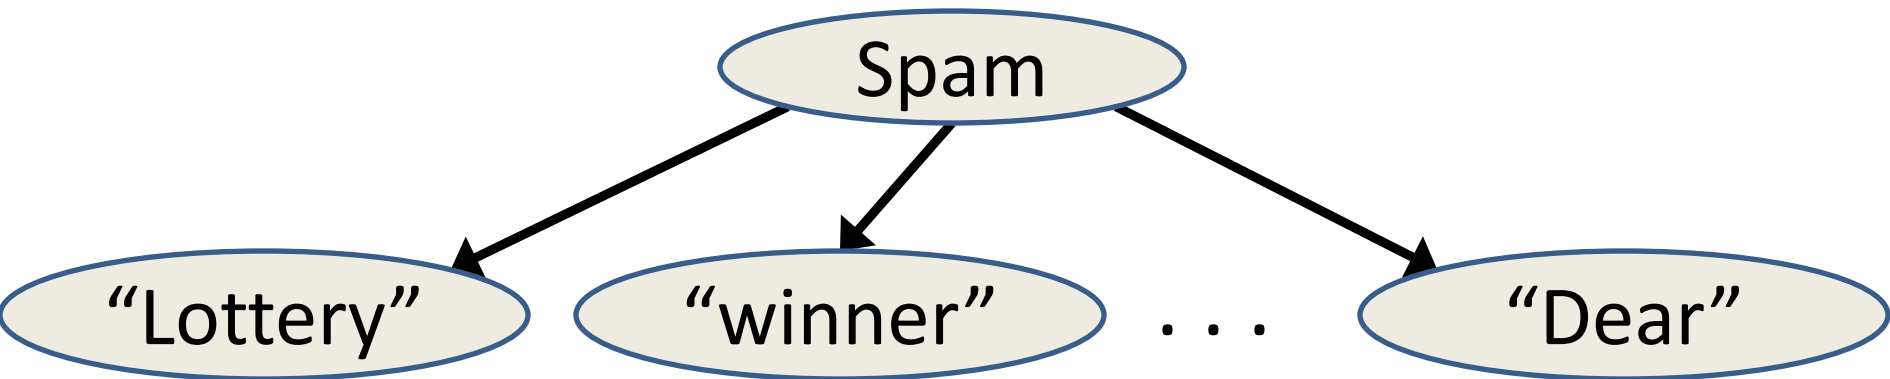 Spam
“Lottery” “winner” . . . “Dear”